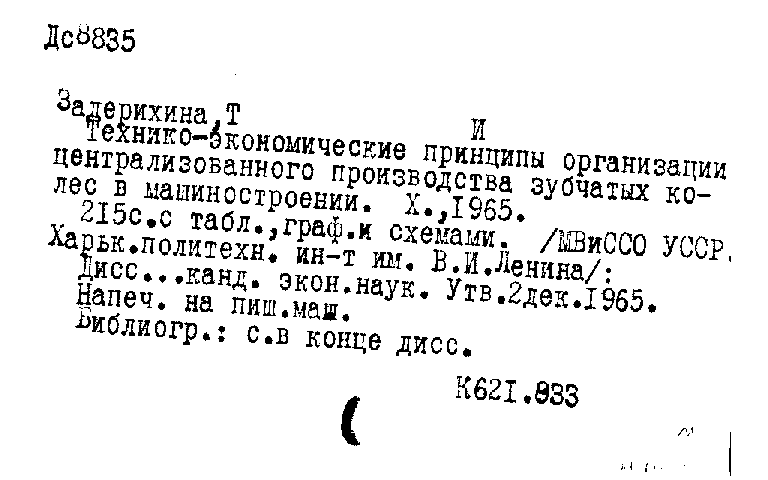 Дс8835
Задерихина,Т И
Технико-экономические принципы организации
централизованного производства зубчатых ко-
лес в машиностроении. Х.,1965.
215с.с табл.,граф.и схемами. /МВиССО УССР.
Харьк.политехн. ин-т им. В.И.Ленина/:
Дисс...канд. экон.наук. Утв.2дек.1965.
Напеч. на пиш.маш.
Библиогр.: с.в конце дисс.
К621.833